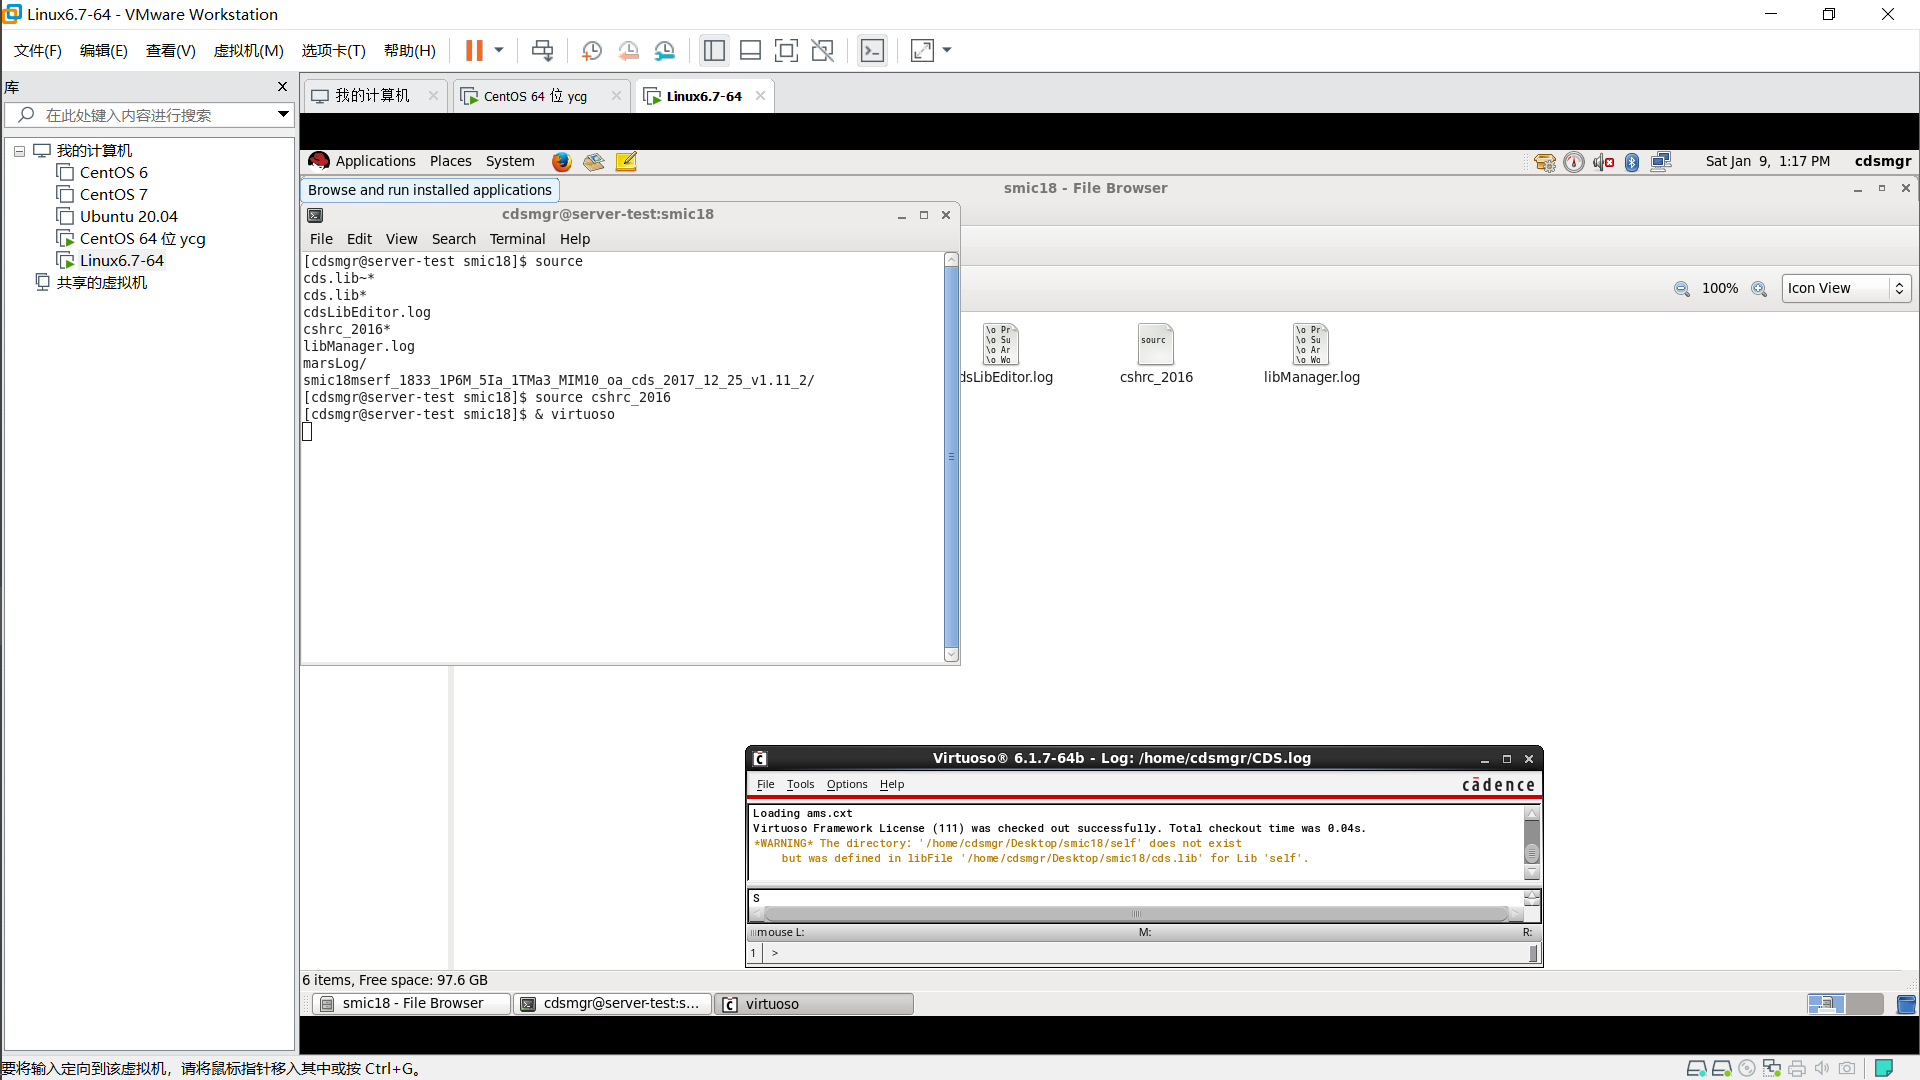 Linux6.7-64 - VMware Workstation
文件(F) 编辑(E) 查看(V) 虚拟机(M) 选项卡(T) 帮助(H)
库
在此处键入内容进行搜索
我的计算机
CentOS 6
CentOS 7
Ubuntu 20.04
CentOS 64 位 ycg
Linux6.7-64
共享的虚拟机
我的计算机
CentOS 64 位 ycg
Linux6.7-64
Applications Places System
Sat Jan 9, 1:17 PM cdsmgr
Browse and run installed applications
smic18 - File Browser
100%
Icon View
cdsmgr@server-test:smic18
File Edit View Search Terminal Help
[cdsmgr@server-test smic18]$ source
cds.lib~*
cds.lib*
cdsLibEditor.log
cshrc_2016*
libManager.log
marsLog/
smic18mserf_1833_1P6M_5Ia_1TMa3_MIM10_oa_cds_2017_12_25_v1.11_2/
[cdsmgr@server-test smic18]$ source cshrc_2016
[cdsmgr@server-test smic18]$ & virtuoso
\o Pr
\o Su
\o Ar
\o Wo
dsLibEditor.log
sourc
cshrc_2016
\o Pr
\o Su
\o Ar
\o Wo
libManager.log
Virtuoso® 6.1.7-64b - Log: /home/cdsmgr/CDS.log
File Tools Options Help
cādence
Loading ams.cxt
Virtuoso Framework License (111) was checked out successfully. Total checkout time was 0.04s.
*WARNING* The directory: '/home/cdsmgr/Desktop/smic18/self' does not exist
but was defined in libFile '/home/cdsmgr/Desktop/smic18/cds.lib' for Lib 'self'.
S
mouse L: M: R:
1 >
6 items, Free space: 97.6 GB
smic18 - File Browser
cdsmgr@server-test:s...
virtuoso
要将输入定向到该虚拟机，请将鼠标指针移入其中或按 Ctrl+G。